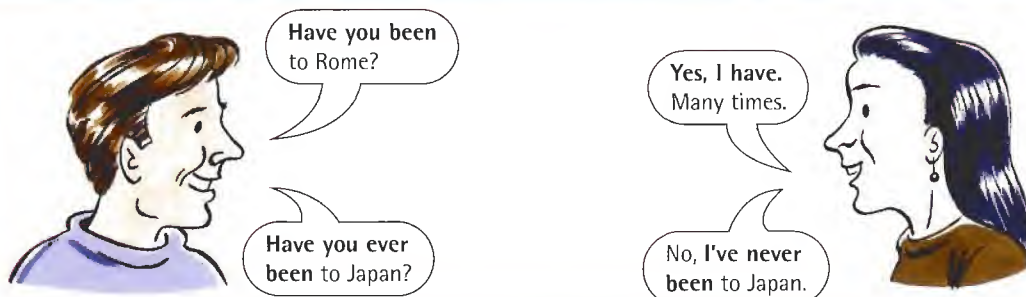 Have you been
to Rome?
Yes, I have.
Many times.
Have you ever
been to Japan?
No, I've never
been to Japan.